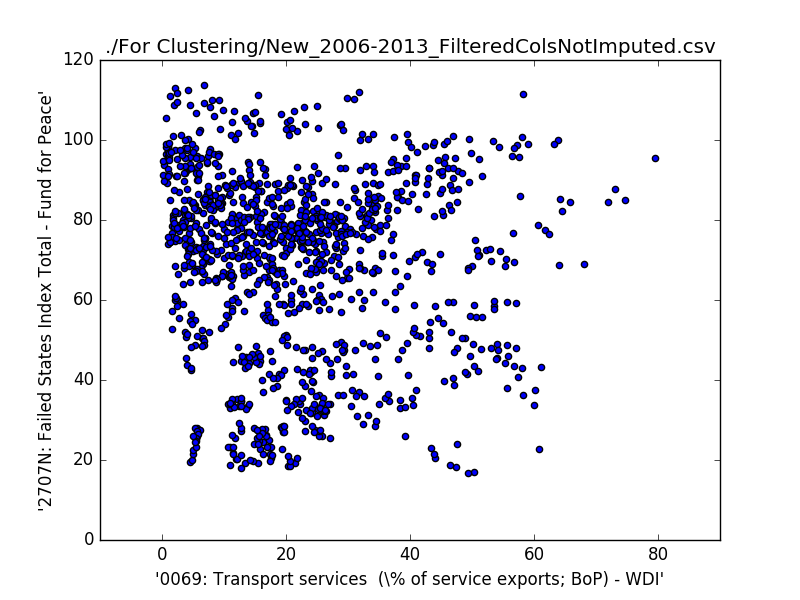 ./For Clustering/New_2006-2013_FilteredColsNotImputed.csv
120
100
80
60
40
20
0
'2707N: Failed States Index Total - Fund for Peace'
0 20 40 60 80
'0069: Transport services (\% of service exports; BoP) - WDI'